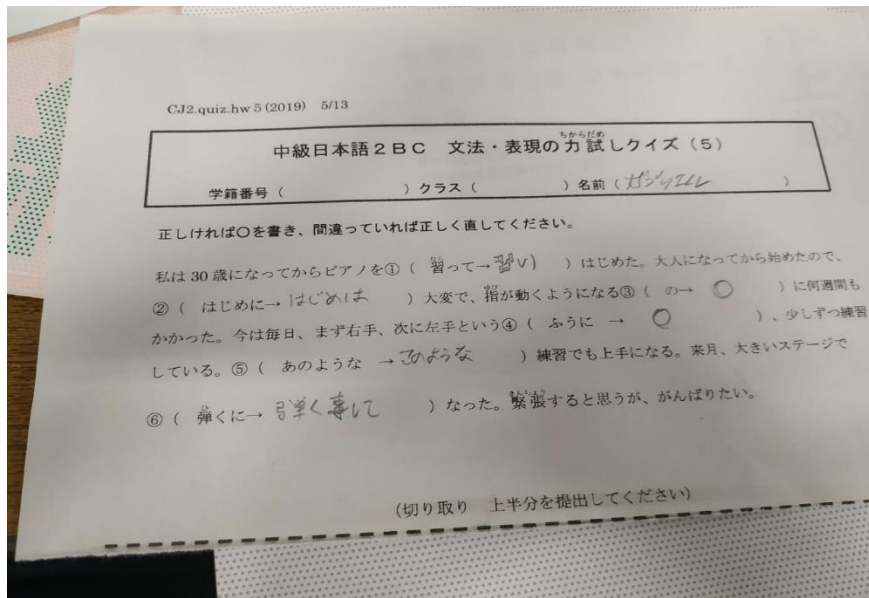 CJ2.quiz.hw 5 (2019) 5/13
中級日本語2BC 文法・表現の力試しクイズ(5)
ちからだめ
学籍番号( )クラス( )名前(ガブリエル )
正しければ〇を書き、間違っていれば正しく直してください。
私は30歳になってからピアノを①( 習って→習い )はじめた。大人になってから始めたので、
②( はじめに→はじめは )大変で、指が動くようになる③( の→ 〇 )に何週間も
かかった。今は毎日、まず右手、次に左手という④( ふうに → 〇 )、少しずつ練習
している。⑤( あのような →このような )練習でも上手になる。来月、大きいステージで
⑥( 弾くに→ 弾く事に )なった。緊張すると思うが、がんばりたい。
(切り取り 上半分を提出してください)